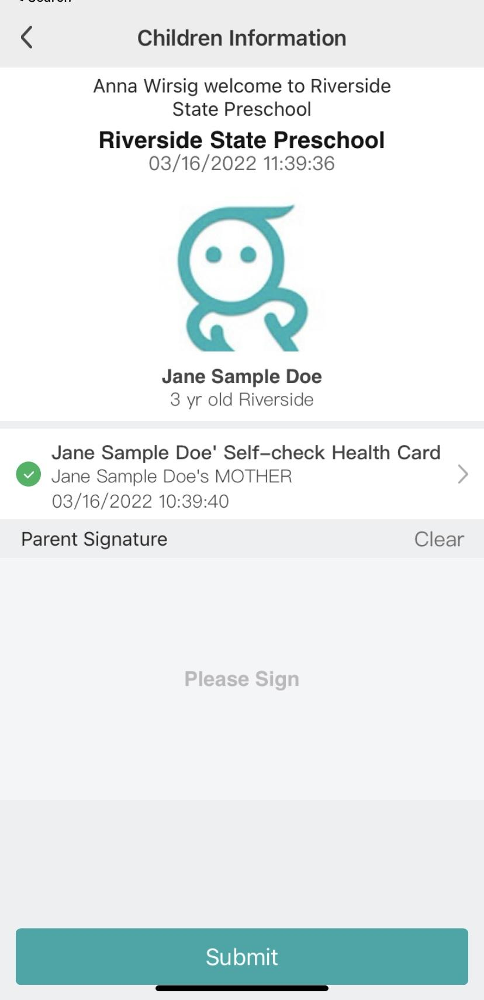 Children Information
Anna Wirsig welcome to Riverside
State Preschool
Riverside State Preschool
03/16/2022 11:39:36
Jane Sample Doe
3 yr old Riverside
Jane Sample Doe' Self-check Health Card
Jane Sample Doe's MOTHER
03/16/2022 10:39:40
Parent Signature
Clear
Please Sign
Submit